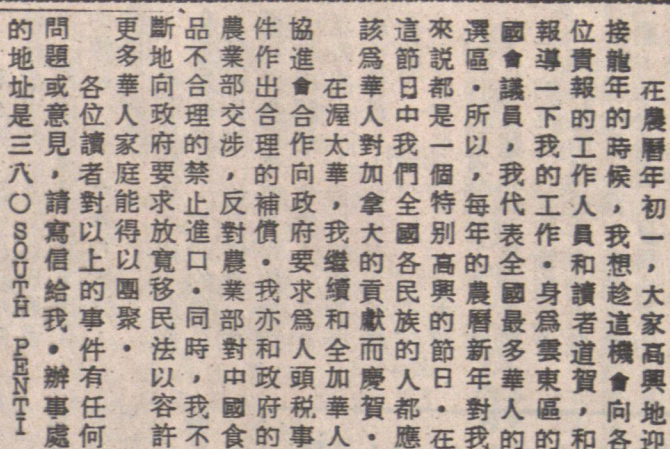 在農曆年初一，大家高興地迎
接龍年的時候，我想趁這機會向各
位貴報的工作人員和讀者道賀，和
報導一下我的工作。身爲雲東區的
國會議員，我代表全國最多華人的
選區。所以，每年的農曆新年對我
來説都是一個特别高興的節日。在
這節日中我們全國各民族的人都應
該爲華人對加拿大的貢獻而慶賀。
在渥太華，我繼續和全加華人
協進會合作向政府要求爲人頭税事
件作出合理的補償。我亦和政府的
農業部交涉，反對農業部對中國食
品不合理的禁止進口。同時，我不
斷地向政府要求放寬移民法以容許
更多華人家庭能得以團聚。
各位讀者對以上的事件有任何
問題或意見，請寫信給我。辦事處
的地址是三八○SOUTH PENTI